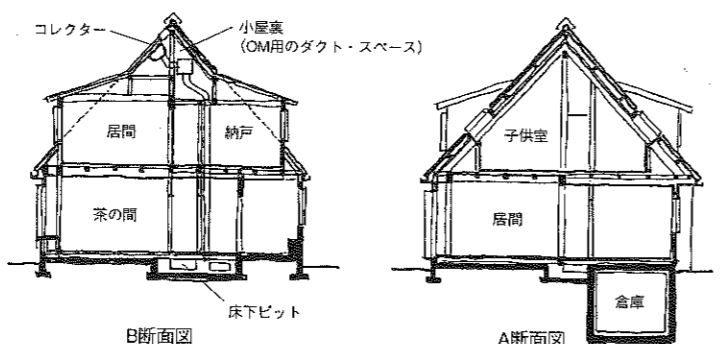 コレクター
小屋裏
(OM用のダクト・スペース)
居間
納戸
茶の間
床下ピット
B断面図
子供室
居間
倉庫
A断面図